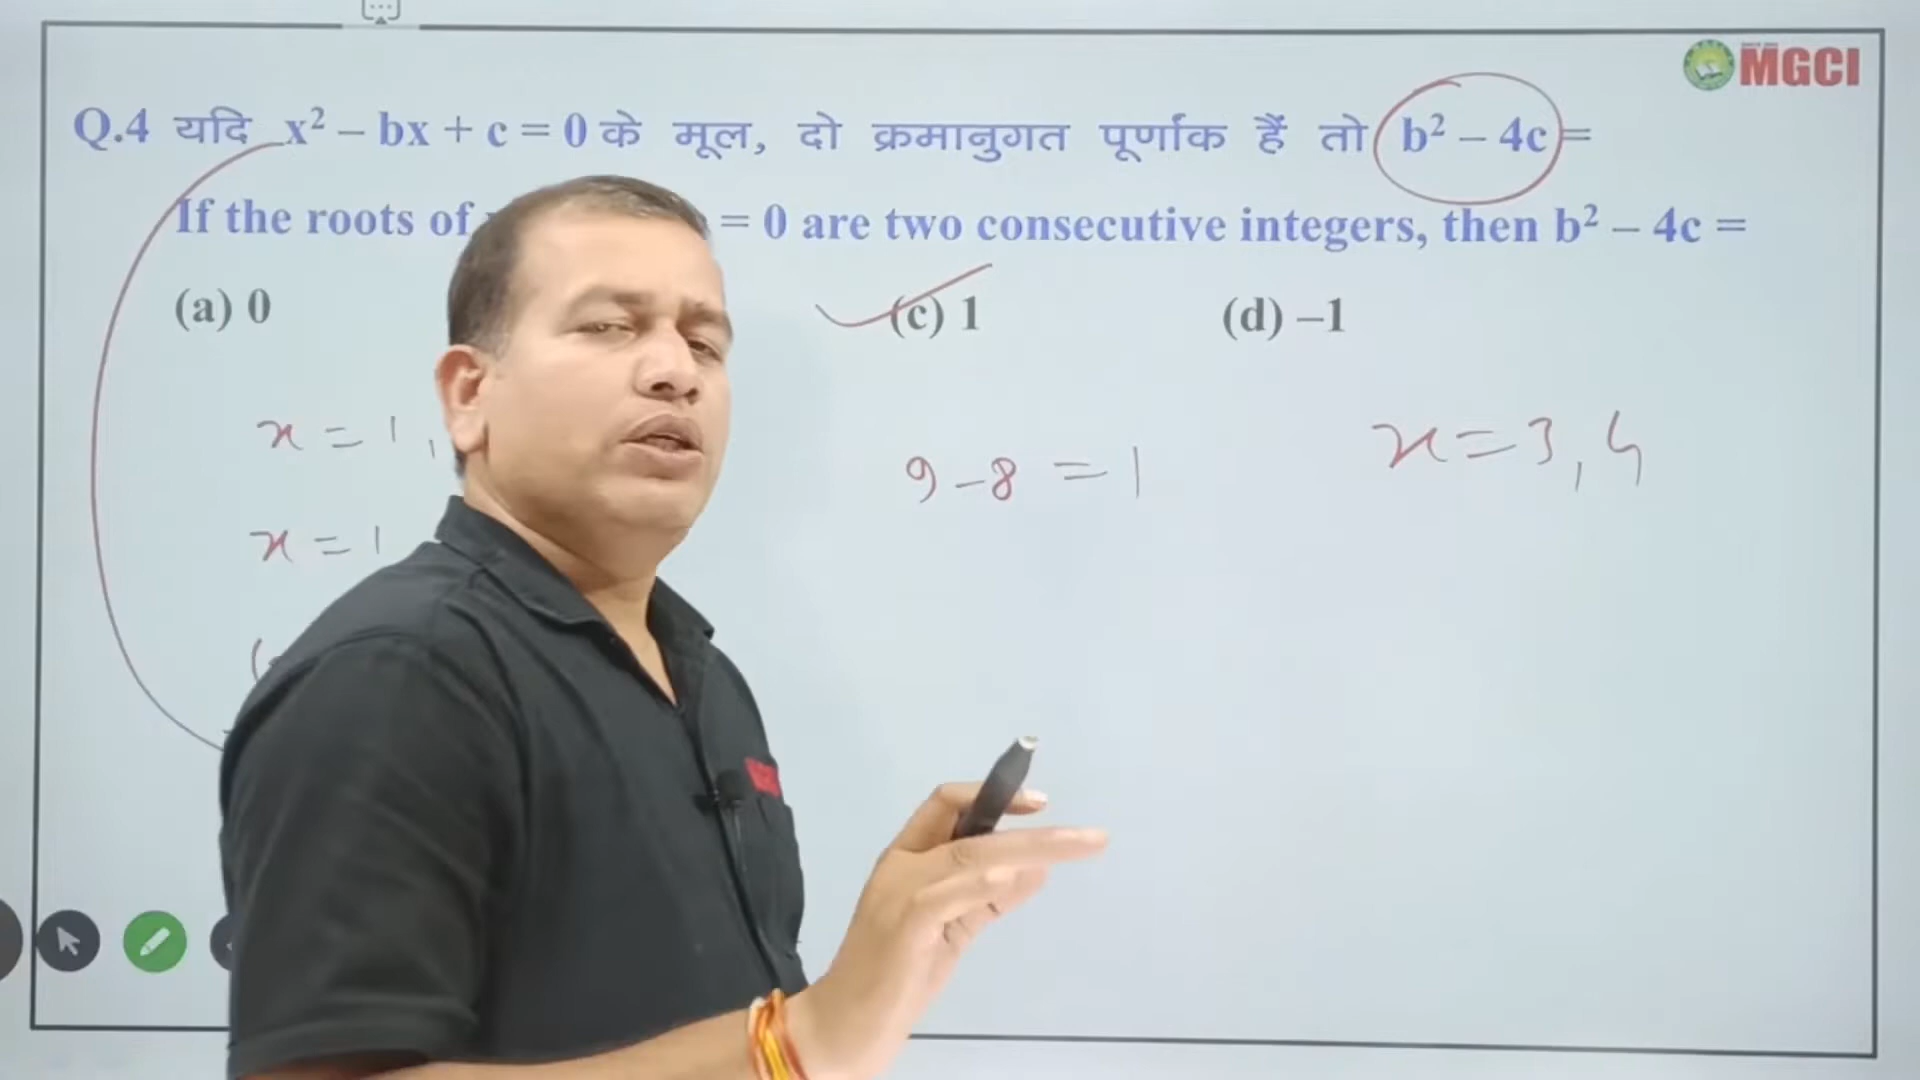 MGCI
Q.4 यदि x² – bx + c = 0 के मूल, दो क्रमानुगत पूर्णांक हैं तो b² – 4c =
If the roots of = 0 are two consecutive integers, then b² – 4c =
(a) 0 (c) 1 (d) –1
x = 1,
9 – 8 = 1
x = 3, 4
x = 1